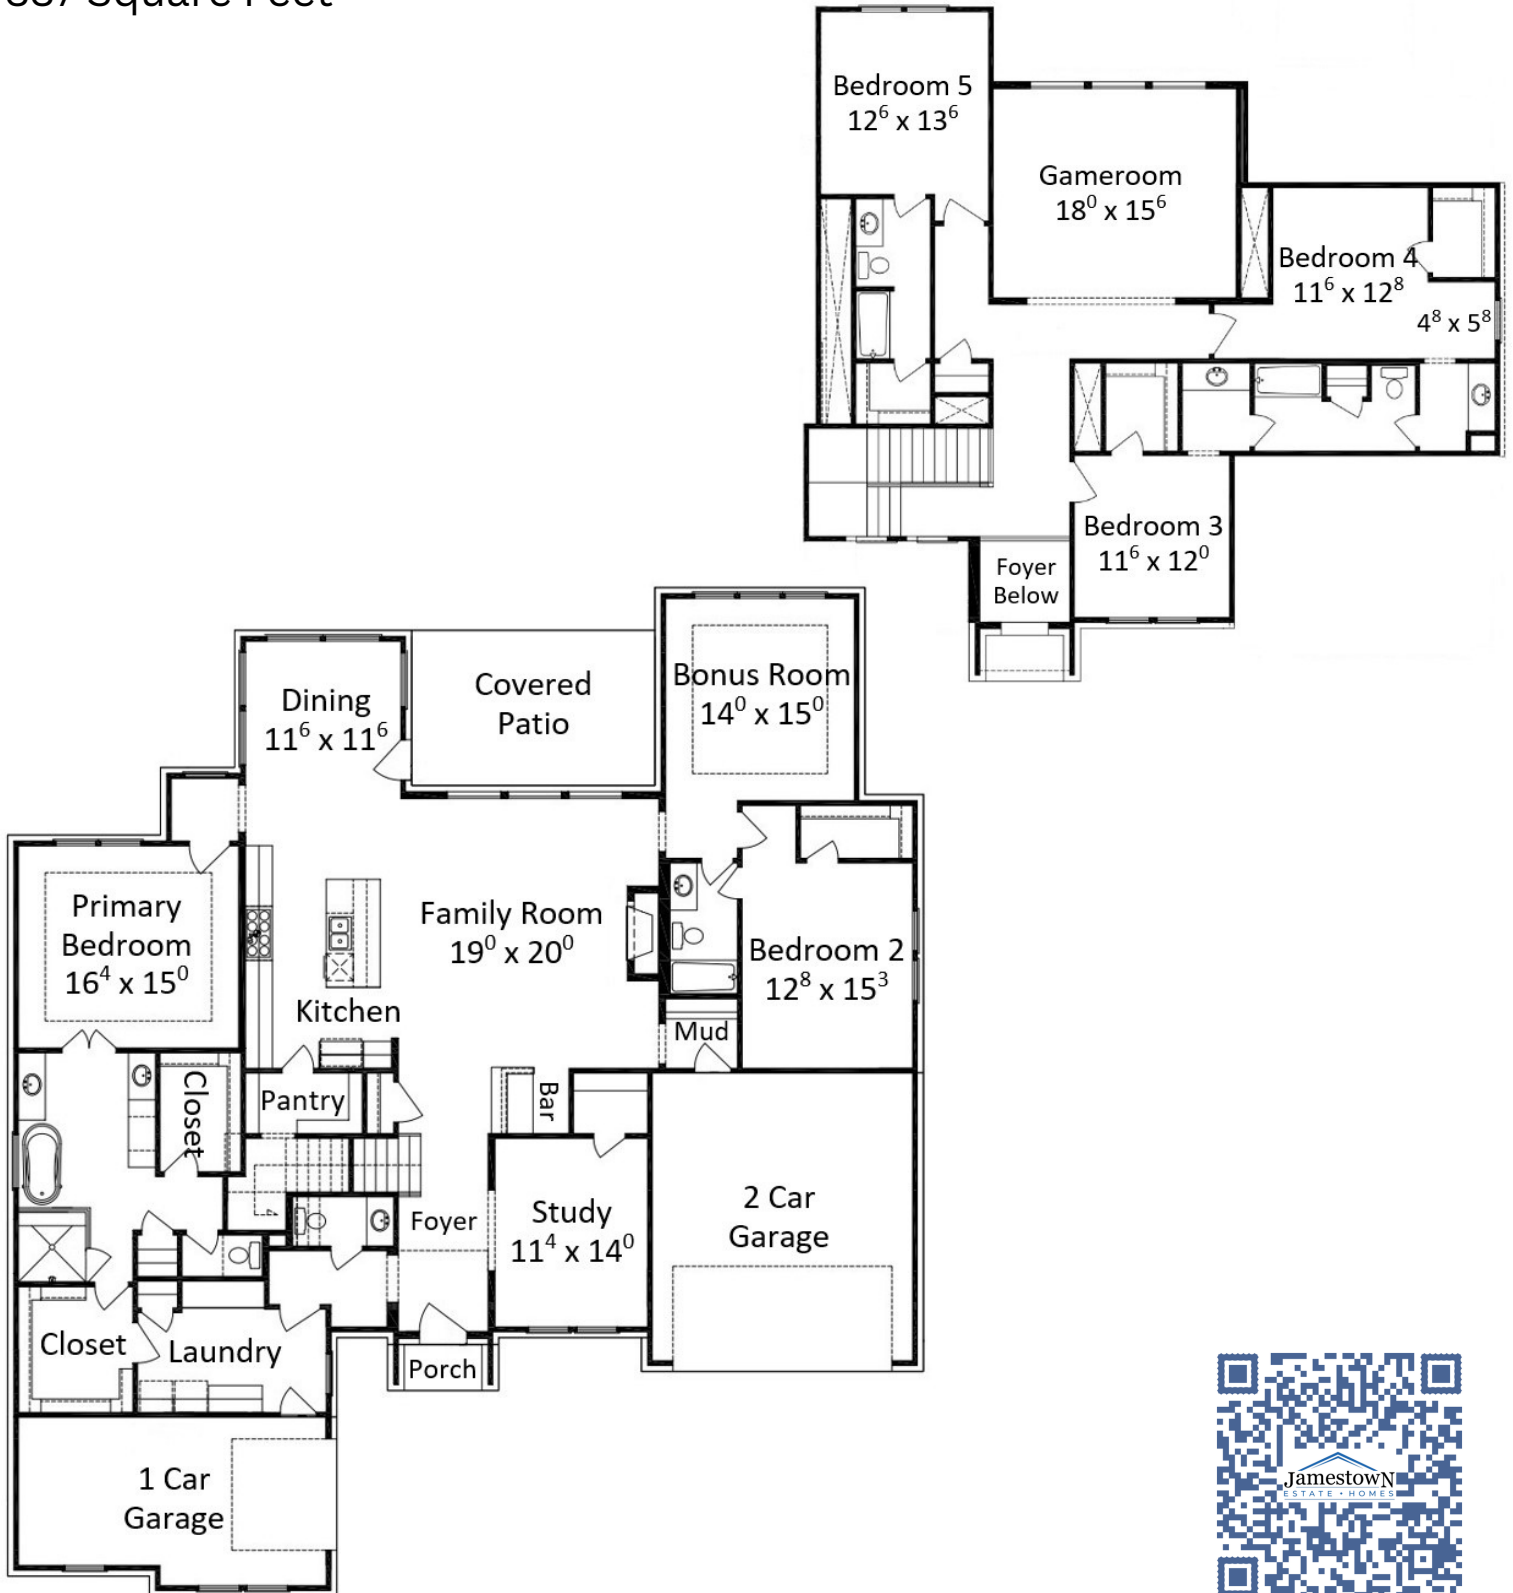 Square Feet
Bedroom 5
12⁶ x 13⁶
Gameroom
18⁰ x 15⁶
Bedroom 4
11⁶ x 12⁸
4⁸ x 5⁸
Bedroom 3
11⁶ x 12⁰
Foyer
Below
Bonus Room
14⁰ x 15⁰
Covered
Patio
Dining
11⁶ x 11⁶
Primary
Bedroom
16⁴ x 15⁰
Family Room
19⁰ x 20⁰
Kitchen
Bedroom 2
12⁸ x 15³
Mud
Closet
Pantry
Bar
Foyer
Study
11⁴ x 14⁰
2 Car
Garage
Closet
Laundry
Porch
1 Car
Garage
JamestowN
ESTATE • HOMES